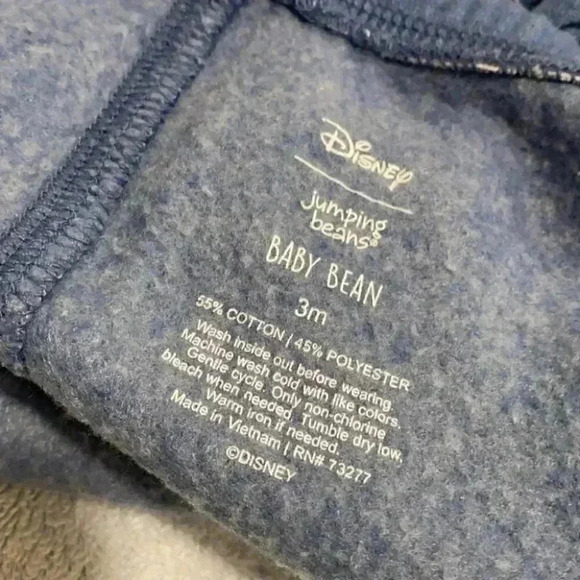 Disney
jumping
beans®
BABY BEAN
3m
55% COTTON | 45% POLYESTER
Wash inside out before wearing.
Machine wash cold with like colors.
Gentle cycle. Only non-chlorine
bleach when needed. Tumble dry low.
Warm iron if needed.
Made in Vietnam | RN# 73277
©DISNEY